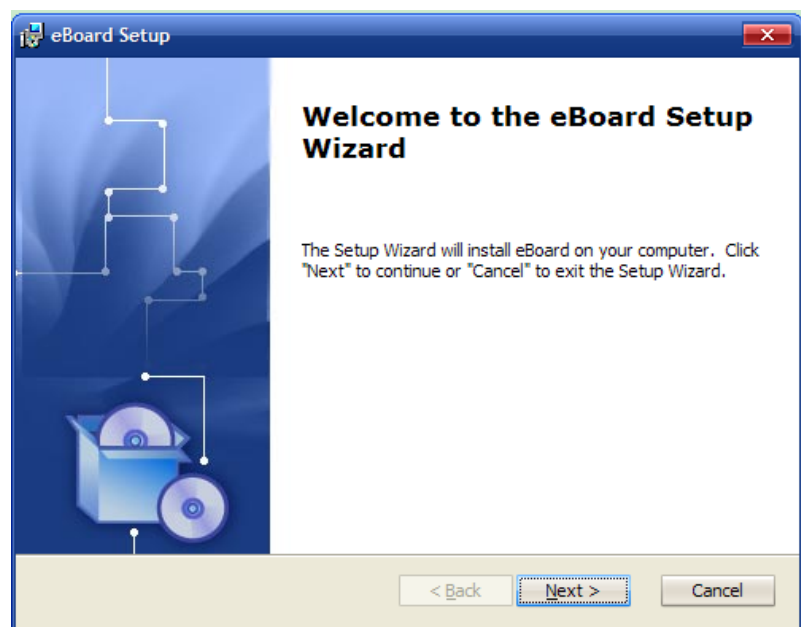 eBoard Setup
Welcome to the eBoard Setup
Wizard
The Setup Wizard will install eBoard on your computer.  Click
"Next" to continue or "Cancel" to exit the Setup Wizard.
< Back
Next >
Cancel